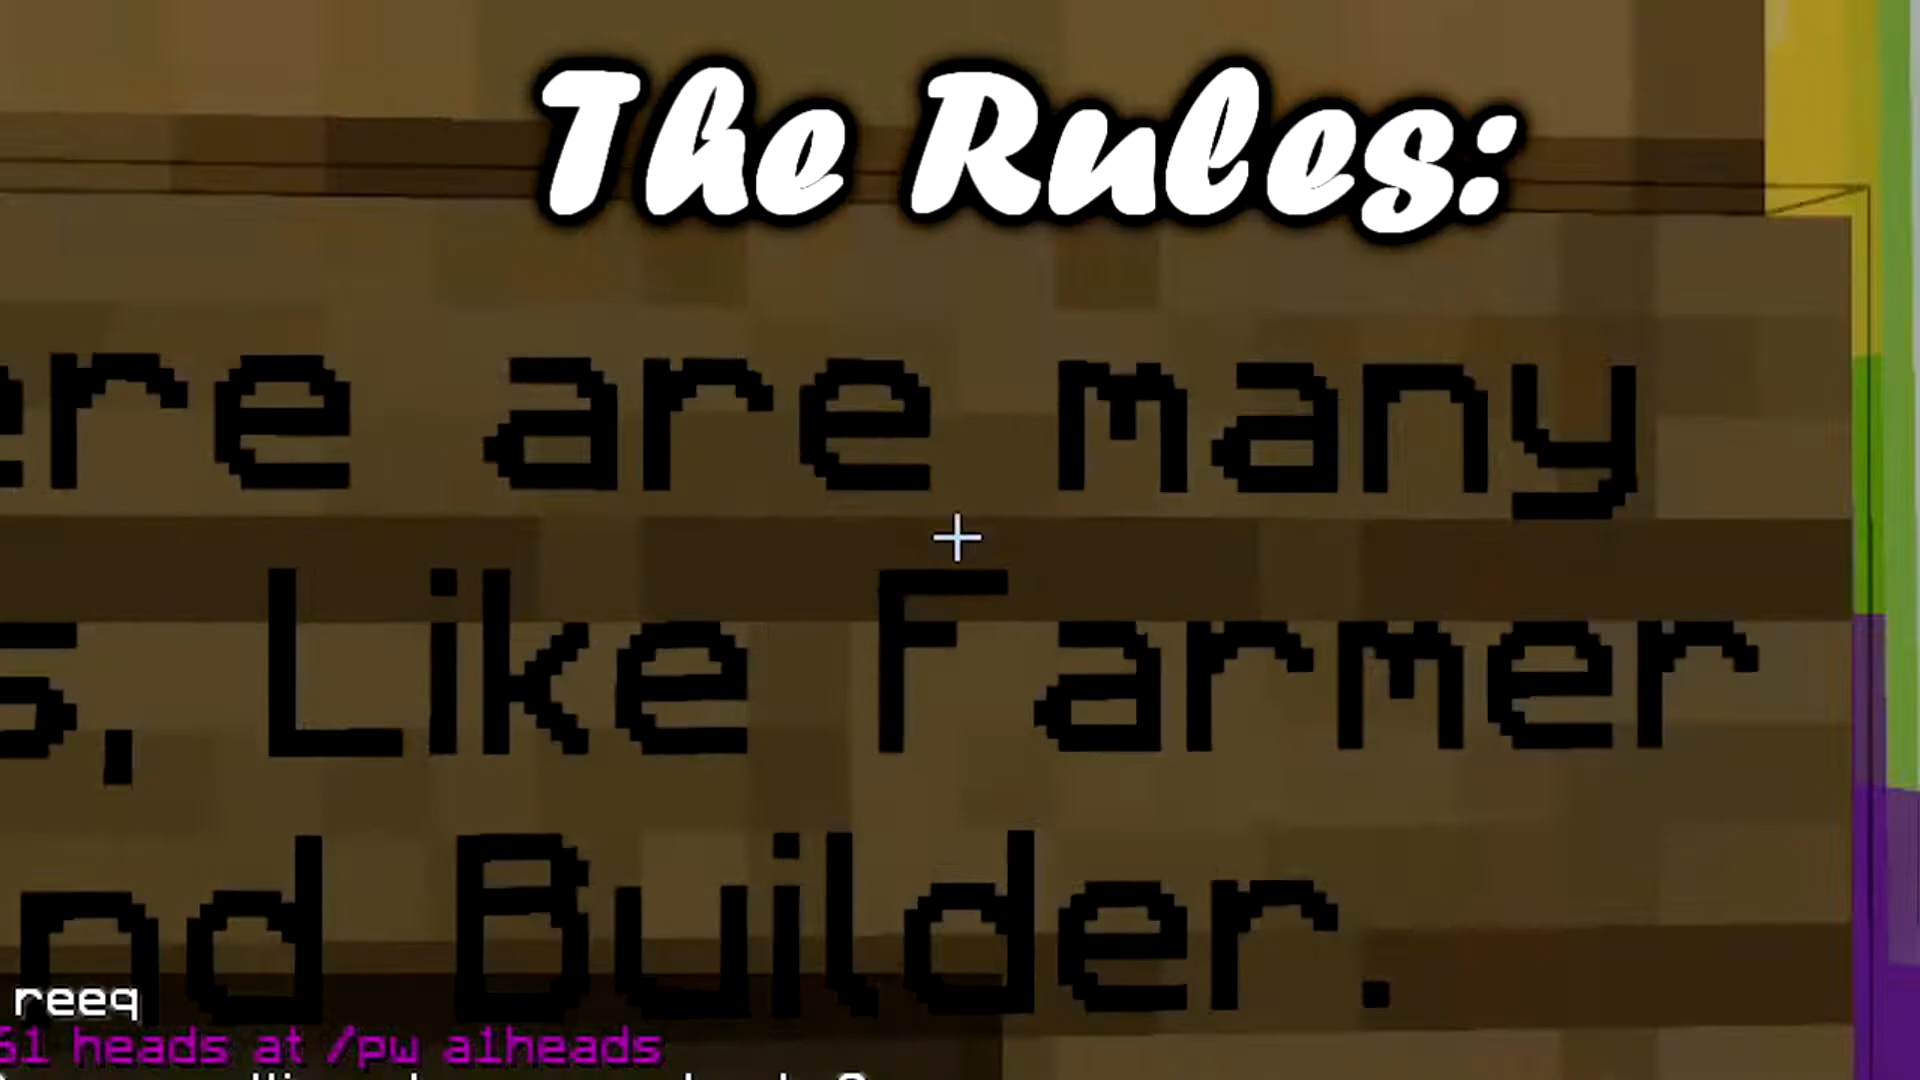 The Rules:
ere are many
s, Like Farmer
nd Builder.
reeq
61 heads at /pw a1heads